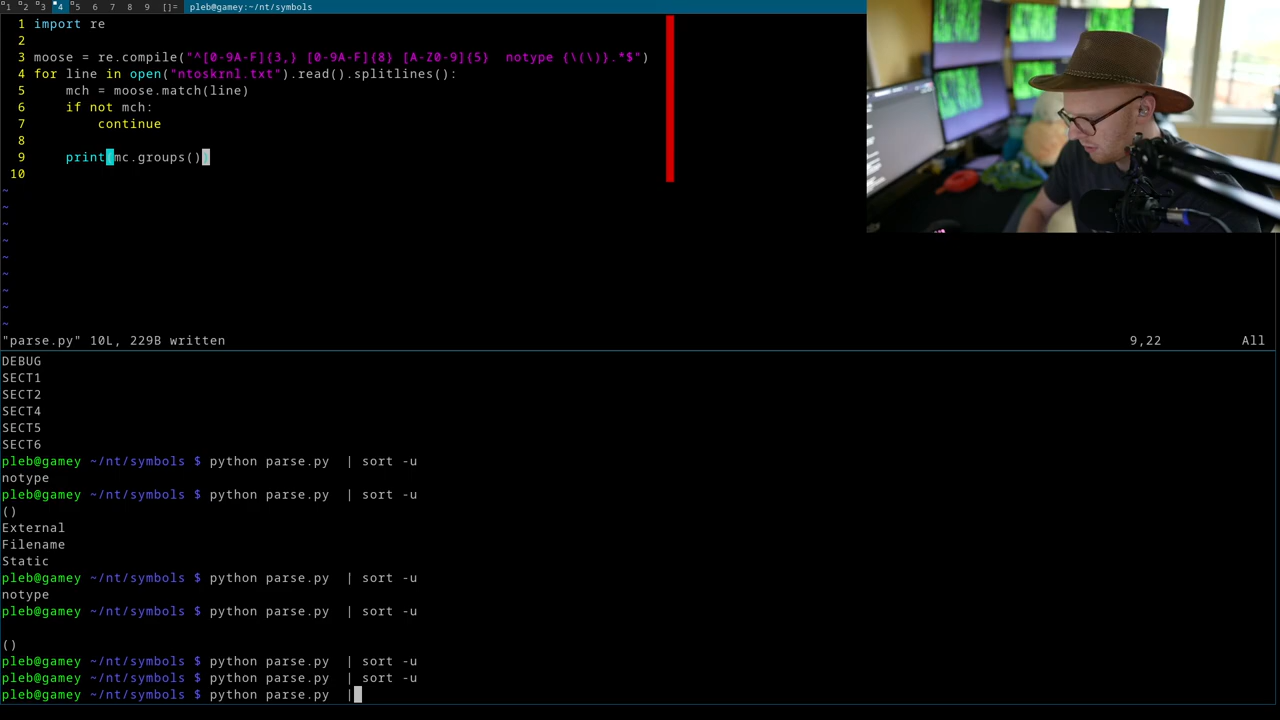 1 2 3 4 5 6 7 8 9 []= pleb@gamey:~/nt/symbols
1 import re
2
3 moose = re.compile("^[0-9A-F]{3,} [0-9A-F]{8} [A-Z0-9]{5}  notype {\(\)}.*$")
4 for line in open("ntoskrnl.txt").read().splitlines():
5     mch = moose.match(line)
6     if not mch:
7         continue
8
9     print(mc.groups())
10
~
~
~
~
~
~
~
~
~
"parse.py" 10L, 229B written 9,22 All
DEBUG
SECT1
SECT2
SECT4
SECT5
SECT6
pleb@gamey ~/nt/symbols $ python parse.py  | sort -u
notype
pleb@gamey ~/nt/symbols $ python parse.py  | sort -u
()
External
Filename
Static
pleb@gamey ~/nt/symbols $ python parse.py  | sort -u
notype
pleb@gamey ~/nt/symbols $ python parse.py  | sort -u
()
pleb@gamey ~/nt/symbols $ python parse.py  | sort -u
pleb@gamey ~/nt/symbols $ python parse.py  | sort -u
pleb@gamey ~/nt/symbols $ python parse.py  |